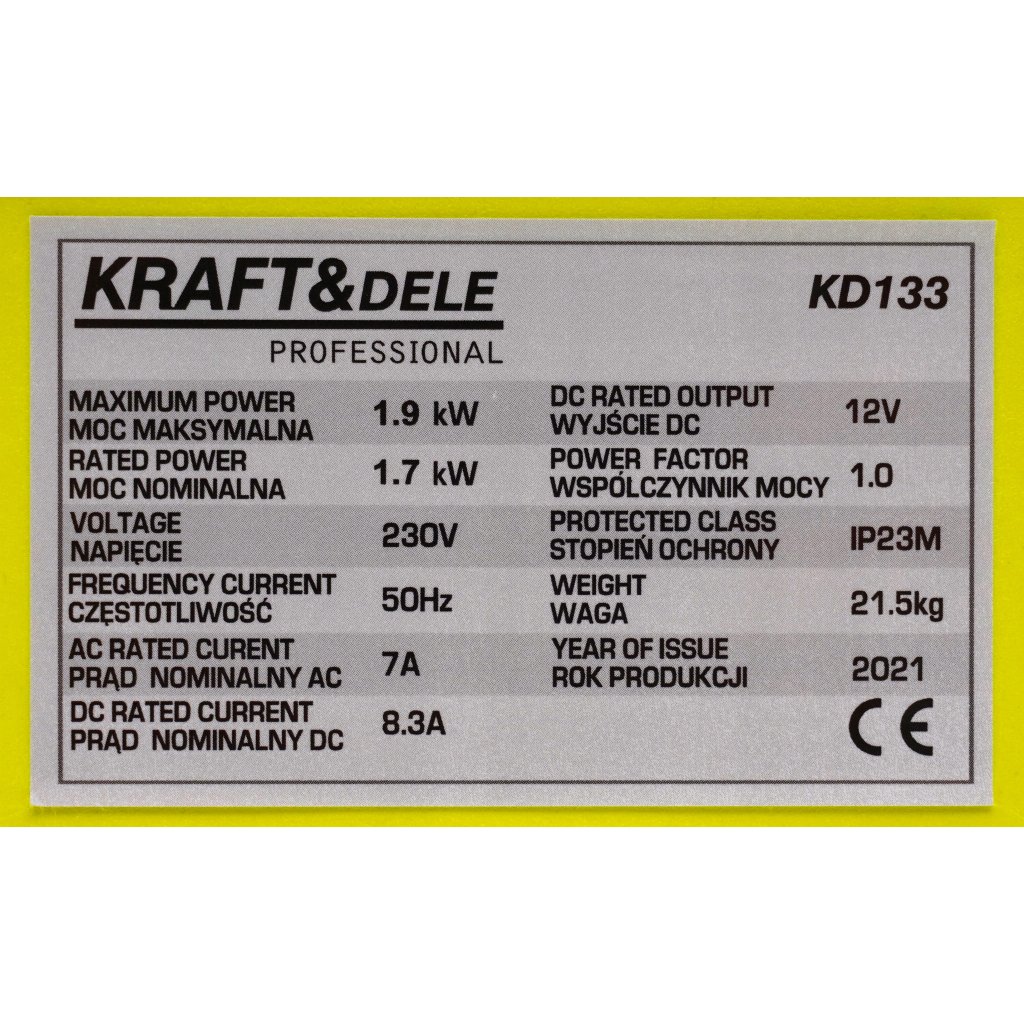 KRAFT&DELE
PROFESSIONAL
KD133
MAXIMUM POWER
MOC MAKSYMALNA
1.9 kW
RATED POWER
MOC NOMINALNA
1.7 kW
VOLTAGE
NAPIĘCIE
230V
FREQUENCY CURRENT
CZĘSTOTLIWOŚĆ
50Hz
AC RATED CURENT
PRĄD NOMINALNY AC
7A
DC RATED CURRENT
PRĄD NOMINALNY DC
8.3A
DC RATED OUTPUT
WYJŚCIE DC
12V
POWER FACTOR
WSPÓLCZYNNIK MOCY
1.0
PROTECTED CLASS
STOPIEŃ OCHRONY
IP23M
WEIGHT
WAGA
21.5kg
YEAR OF ISSUE
ROK PRODUKCJI
2021
CE